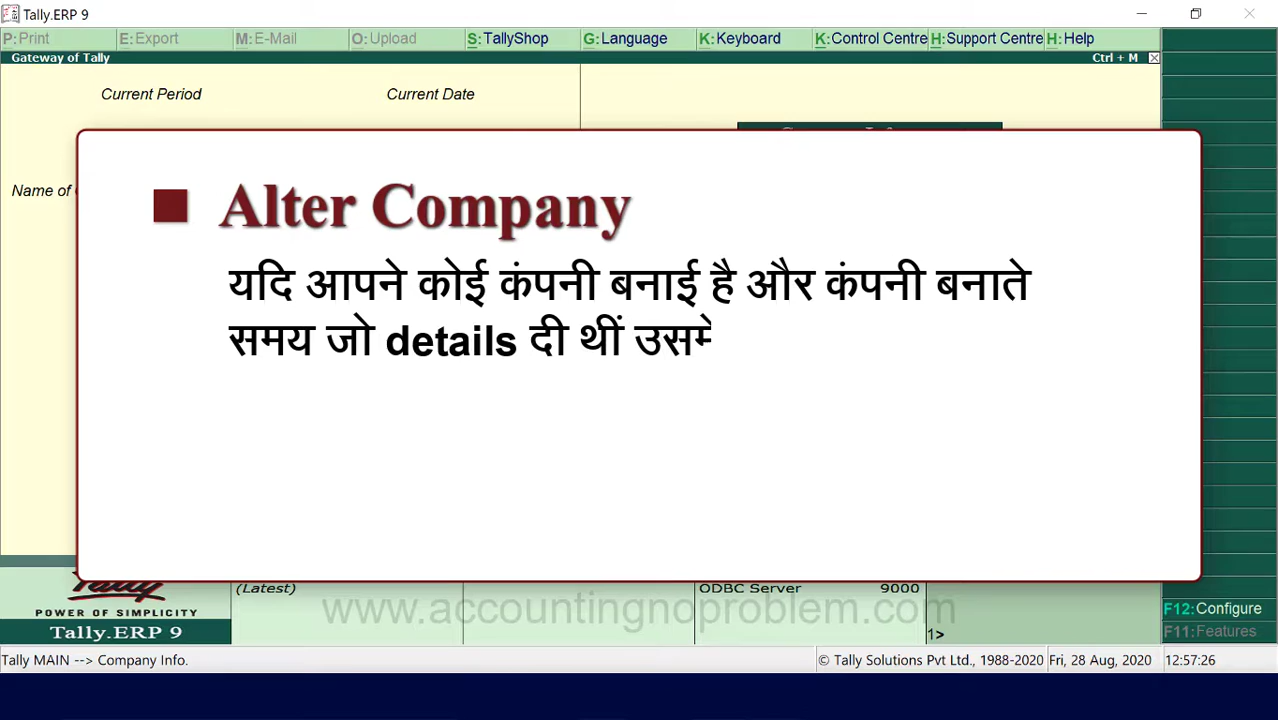 Tally.ERP 9
P:Print E:Export M:E-Mail O:Upload S:TallyShop G:Language K:Keyboard K:Control Centre H:Support Centre H:Help
Gateway of Tally Ctrl + M
Current Period Current Date
Name of
Alter Company
यदि आपने कोई कंपनी बनाई है और कंपनी बनाते
समय जो details दी थीं उसमे
(Latest) ODBC Server 9000
www.accountingnoproblem.com
POWER OF SIMPLICITY
Tally.ERP 9
1>
F12:Configure
F11:Features
Tally MAIN --> Company Info. © Tally Solutions Pvt Ltd., 1988-2020 Fri, 28 Aug, 2020 12:57:26